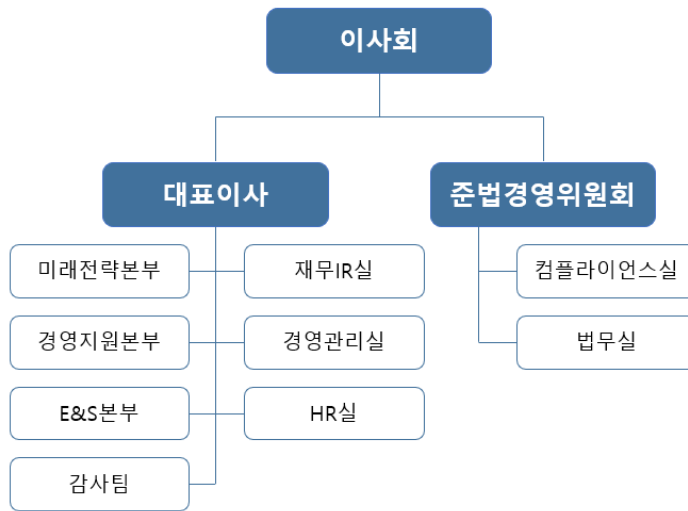 이사회
대표이사
준법경영위원회
미래전략본부
재무IR실
컴플라이언스실
경영지원본부
경영관리실
법무실
E&S본부
HR실
감사팀